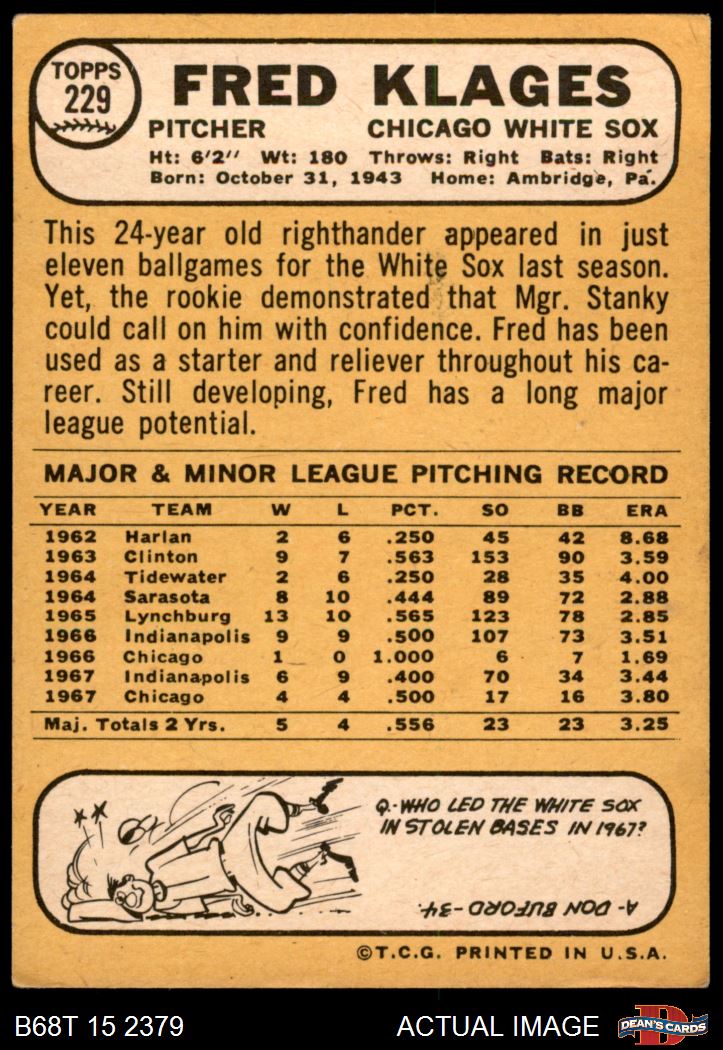 TOPPS
229
FRED KLAGES
PITCHER CHICAGO WHITE SOX
Ht: 6'2" Wt: 180 Throws: Right Bats: Right
Born: October 31, 1943 Home: Ambridge, Pa.
This 24-year old righthander appeared in just
eleven ballgames for the White Sox last season.
Yet, the rookie demonstrated that Mgr. Stanky
could call on him with confidence. Fred has been
used as a starter and reliever throughout his ca-
reer. Still developing, Fred has a long major
league potential.
MAJOR & MINOR LEAGUE PITCHING RECORD
YEAR TEAM W L PCT. SO BB ERA
1962 Harlan 2 6 .250 45 42 8.68
1963 Clinton 9 7 .563 153 90 3.59
1964 Tidewater 2 6 .250 28 35 4.00
1964 Sarasota 8 10 .444 89 72 2.88
1965 Lynchburg 13 10 .565 123 78 2.85
1966 Indianapolis 9 9 .500 107 73 3.51
1966 Chicago 1 0 1.000 6 7 1.69
1967 Indianapolis 6 9 .400 70 34 3.44
1967 Chicago 4 4 .500 17 16 3.80
Maj. Totals 2 Yrs. 5 4 .556 23 23 3.25
Q.-WHO LED THE WHITE SOX
IN STOLEN BASES IN 1967?
A- DON BUFORD-34.
©T.C.G. PRINTED IN U.S.A.
B68T 15 2379 ACTUAL IMAGE
D
DEAN'S CARDS